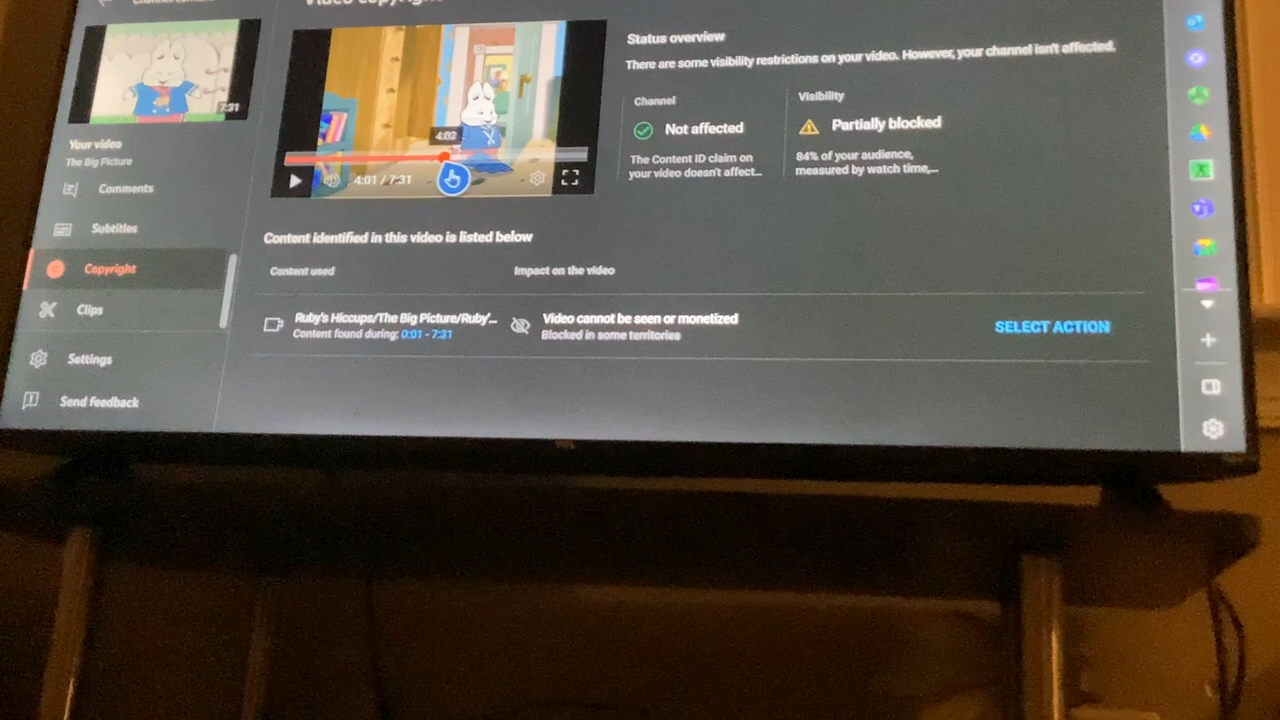 Channel content
Video copyright
7:31
Your video
The Big Picture
Comments
Subtitles
Copyright
Clips
Settings
Send feedback
4:02
4:01 / 7:31
Status overview
There are some visibility restrictions on your video. However, your channel isn't affected.
Channel
Not affected
The Content ID claim on
your video doesn't affect...
Visibility
Partially blocked
84% of your audience,
measured by watch time,...
Content identified in this video is listed below
Content used
Impact on the video
Ruby's Hiccups/The Big Picture/Ruby'...
Content found during: 0:01 - 7:31
Video cannot be seen or monetized
Blocked in some territories
SELECT ACTION